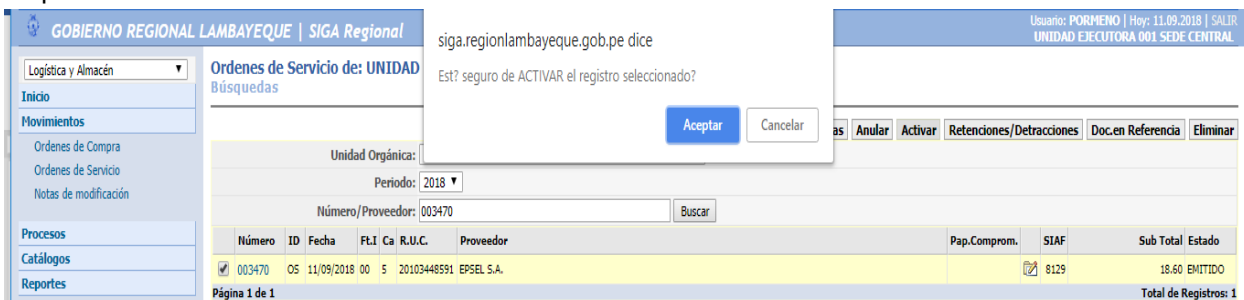 GOBIERNO REGIONAL LAMBAYEQUE | SIGA Regional
Usuario: PORMENO | Hoy: 11.09.2018 | SALIR
UNIDAD EJECUTORA 001 SEDE CENTRAL
siga.regionlambayeque.gob.pe dice
Est? seguro de ACTIVAR el registro seleccionado?
Aceptar Cancelar
Logística y Almacén
Inicio
Movimientos
Ordenes de Compra
Ordenes de Servicio
Notas de modificación
Procesos
Catálogos
Reportes
Ordenes de Servicio de: UNIDAD
Búsquedas
Anular Activar Retenciones/Detracciones Doc.en Referencia Eliminar
Unidad Orgánica:
Periodo: 2018
Número/Proveedor: 003470 Buscar
Número ID Fecha Ft.I Ca R.U.C. Proveedor Pap.Comprom. SIAF Sub Total Estado
003470 OS 11/09/2018 00 5 20103448591 EPSEL S.A. 8129 18.60 EMITIDO
Página 1 de 1 Total de Registros: 1